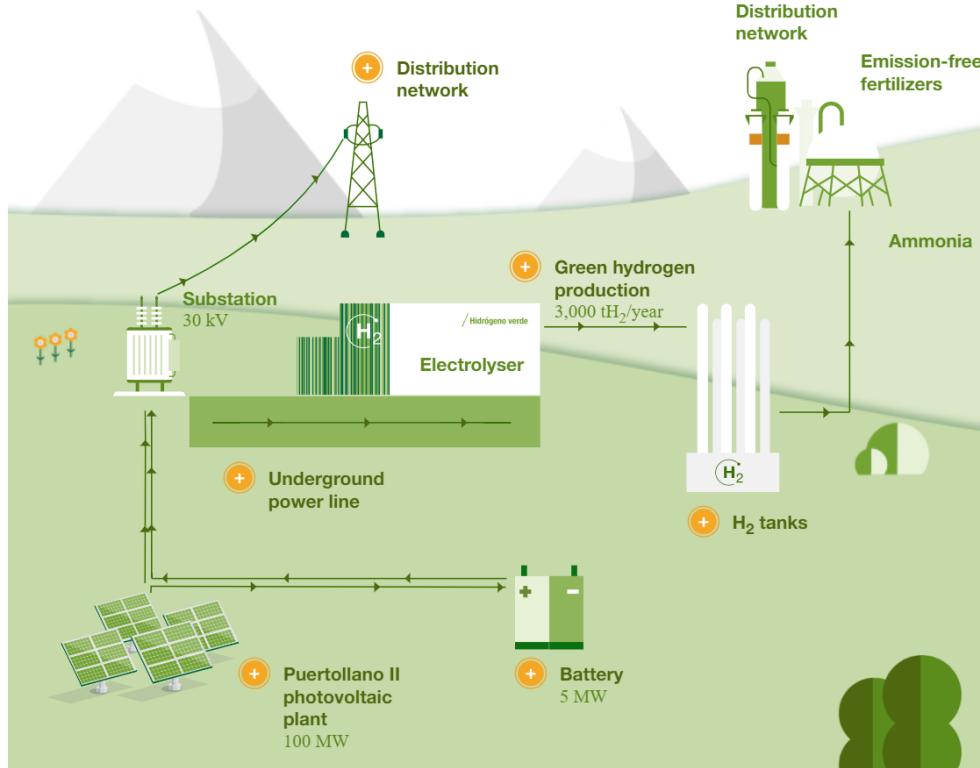 Distribution
network
Emission-free
fertilizers
+ Distribution
network
Ammonia
+ Green hydrogen
production
3,000 tH₂/year
Substation
30 kV
H₂
/ Hidrógeno verde
Electrolyser
+ Underground
power line
H₂
+ H₂ tanks
+ Puertollano II
photovoltaic
plant
100 MW
+ Battery
5 MW